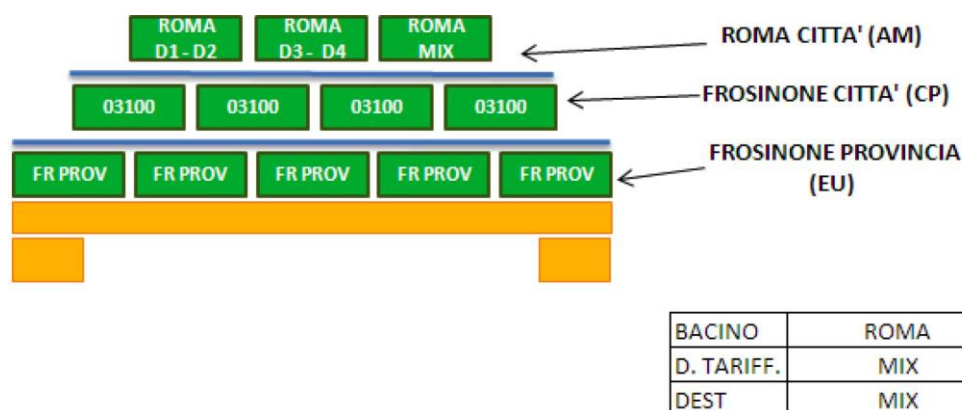 ROMA
D1 - D2
ROMA
D3 - D4
ROMA
MIX
ROMA CITTA' (AM)
03100
03100
03100
03100
FROSINONE CITTA' (CP)
FR PROV
FR PROV
FR PROV
FR PROV
FR PROV
FROSINONE PROVINCIA
(EU)
BACINO ROMA
D. TARIFF. MIX
DEST MIX